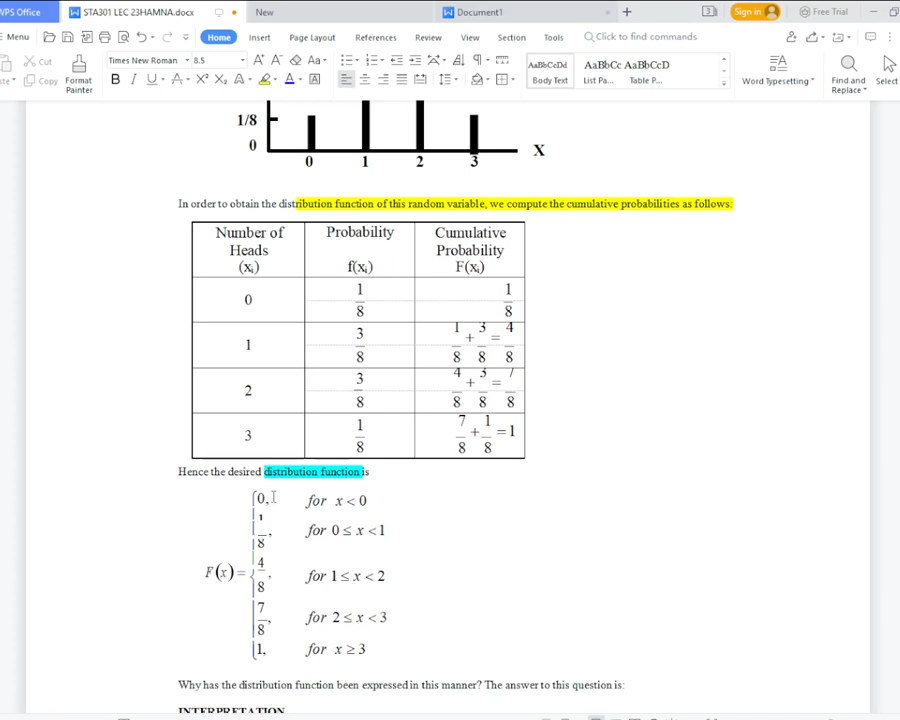 WPS Office STA301 LEC 23HAMNA.docx New Document1 + 3 Sign in Free Trial
Menu Home Insert Page Layout References Review View Section Tools Click to find commands
Cut Copy Format Painter Times New Roman 8.5 AaBbCcDd Body Text AaBbCc List Pa... AaBbCcD Table P... Word Typesetting Find and Replace Select
1/8
0
0 1 2 3 X
In order to obtain the distribution function of this random variable, we compute the cumulative probabilities as follows:
Number of Heads (xᵢ) Probability f(xᵢ) Cumulative Probability F(xᵢ)
0 1/8 1/8
1 3/8 1/8 + 3/8 = 4/8
2 3/8 4/8 + 3/8 = 7/8
3 1/8 7/8 + 1/8 = 1
Hence the desired distribution function is
0, for x < 0
1/8, for 0 ≤ x < 1
F(x) = 4/8, for 1 ≤ x < 2
7/8, for 2 ≤ x < 3
1, for x ≥ 3
Why has the distribution function been expressed in this manner? The answer to this question is:
INTERPRETATION